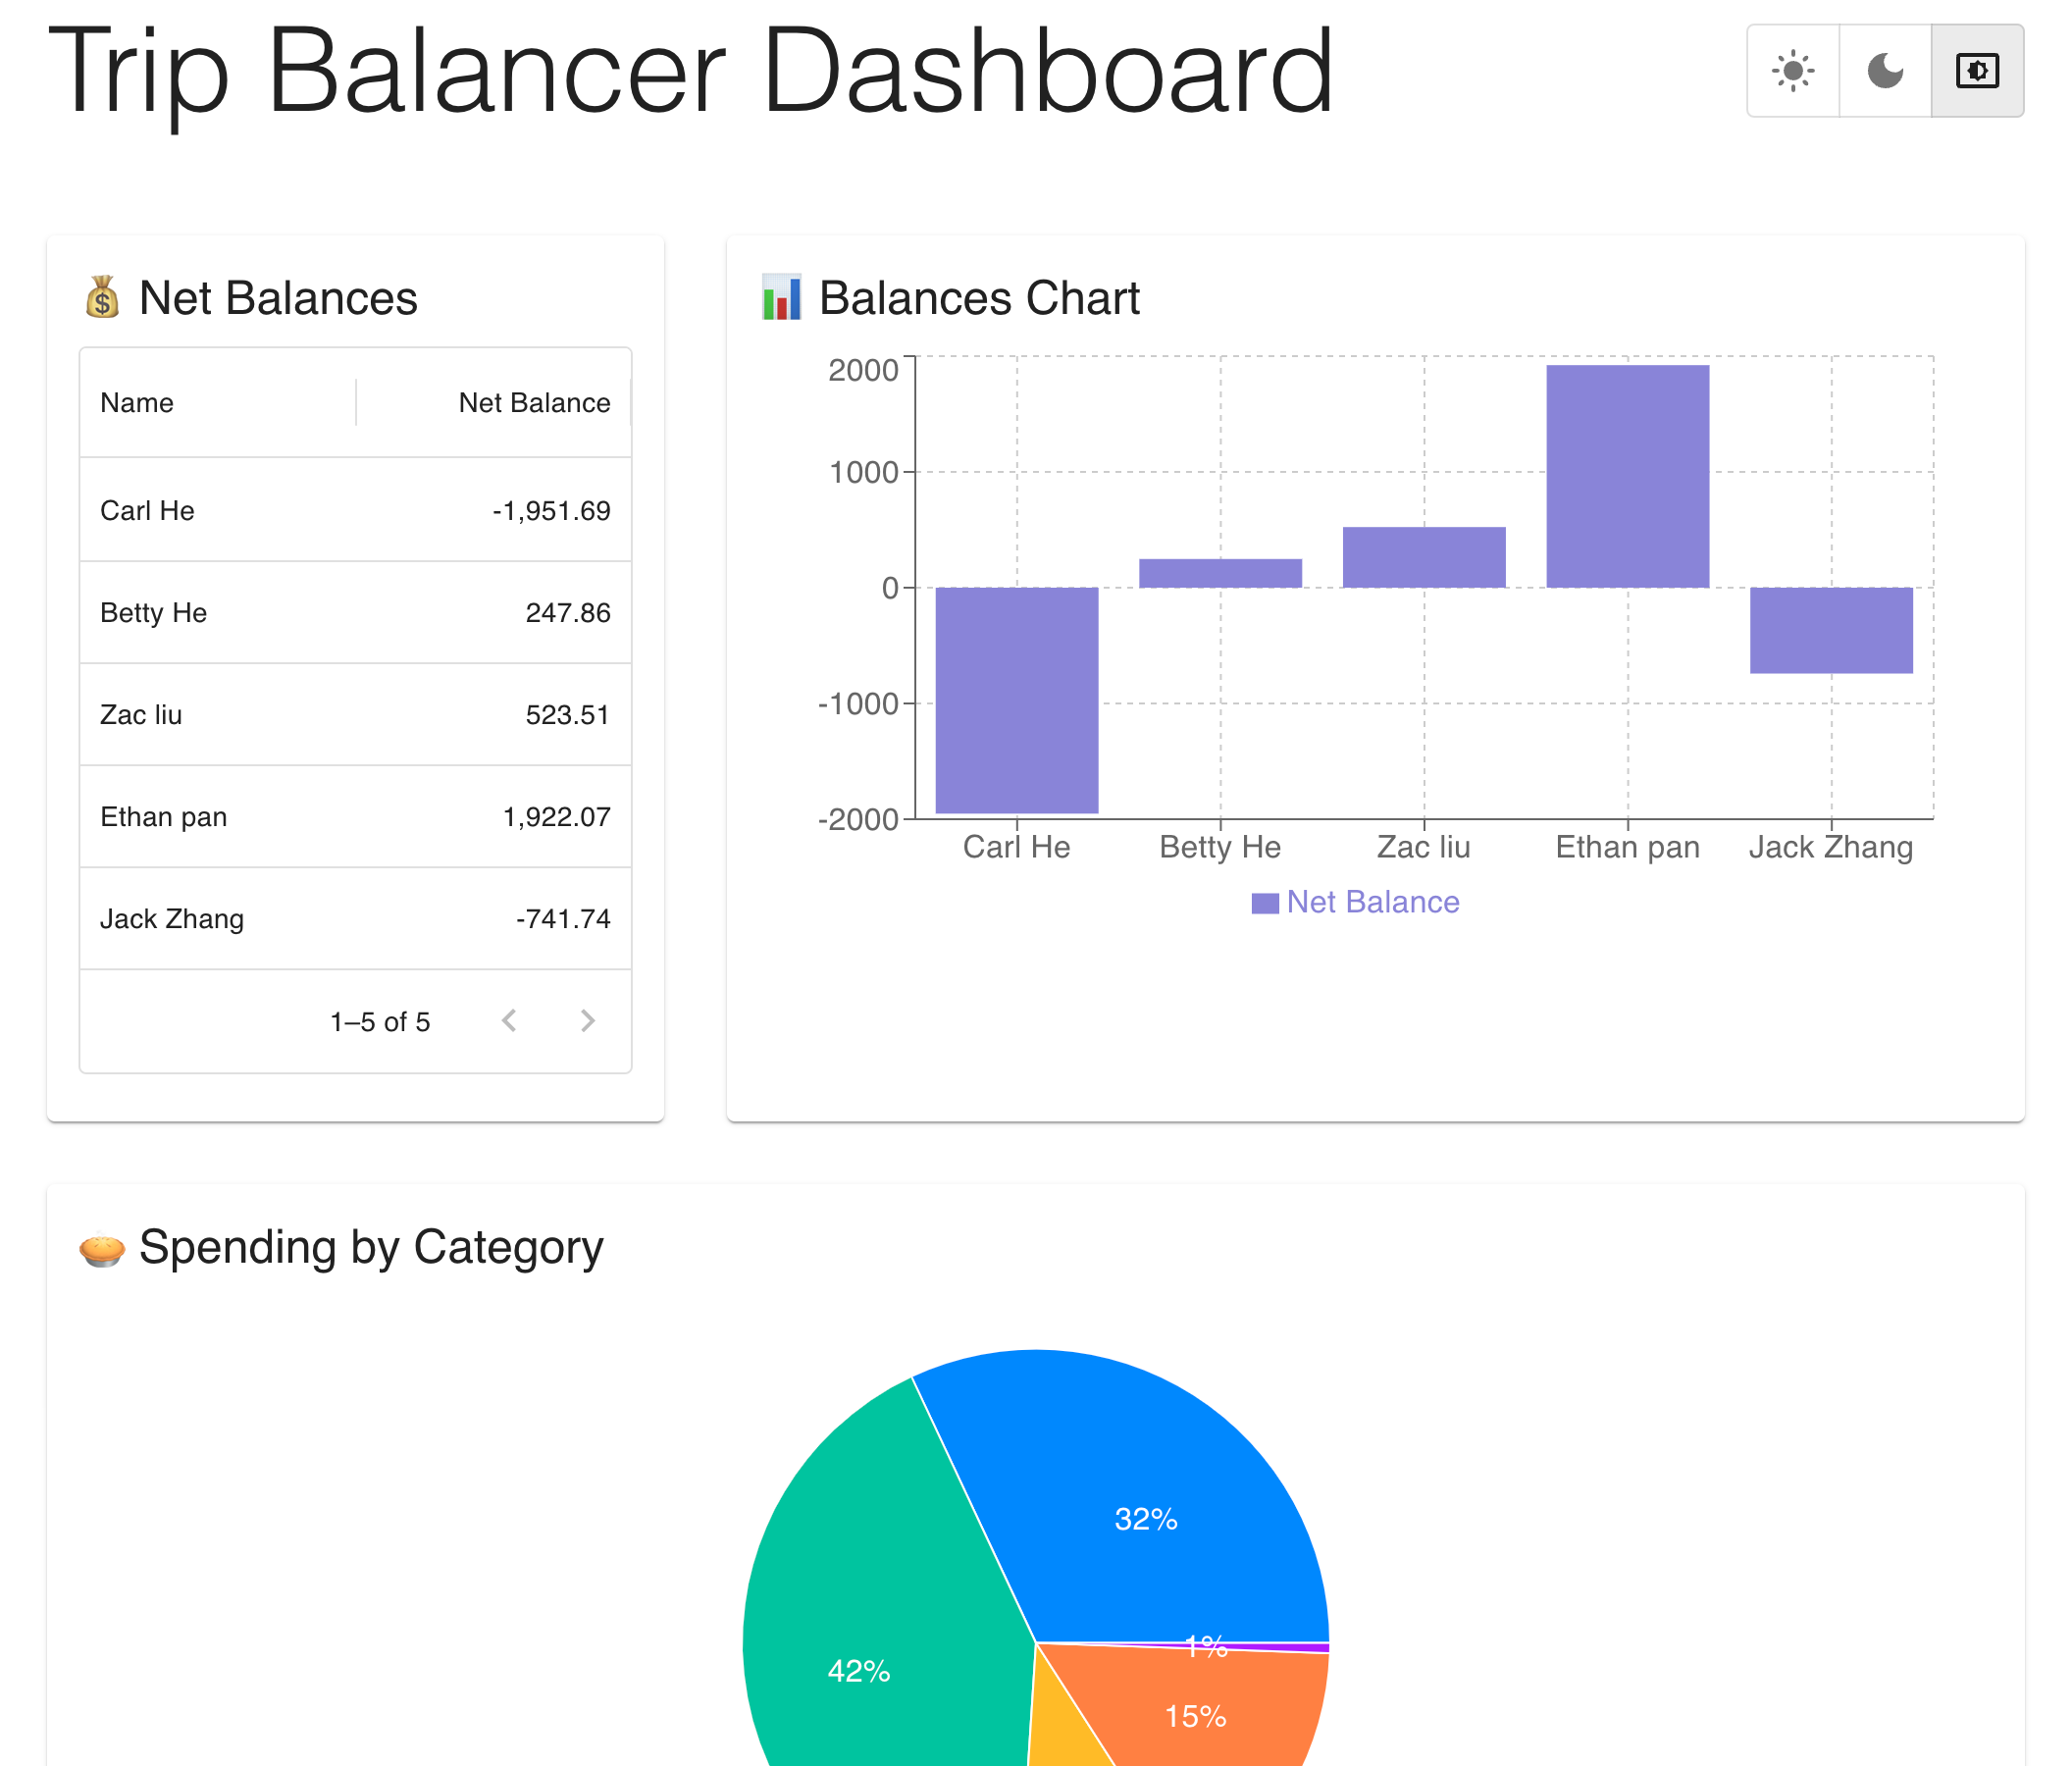 Trip Balancer Dashboard
Net Balances
Name Net Balance
Carl He -1,951.69
Betty He 247.86
Zac liu 523.51
Ethan pan 1,922.07
Jack Zhang -741.74
1–5 of 5
Balances Chart
2000
1000
0
-1000
-2000
Carl He Betty He Zac liu Ethan pan Jack Zhang
Net Balance
Spending by Category
32%
1%
42%
15%